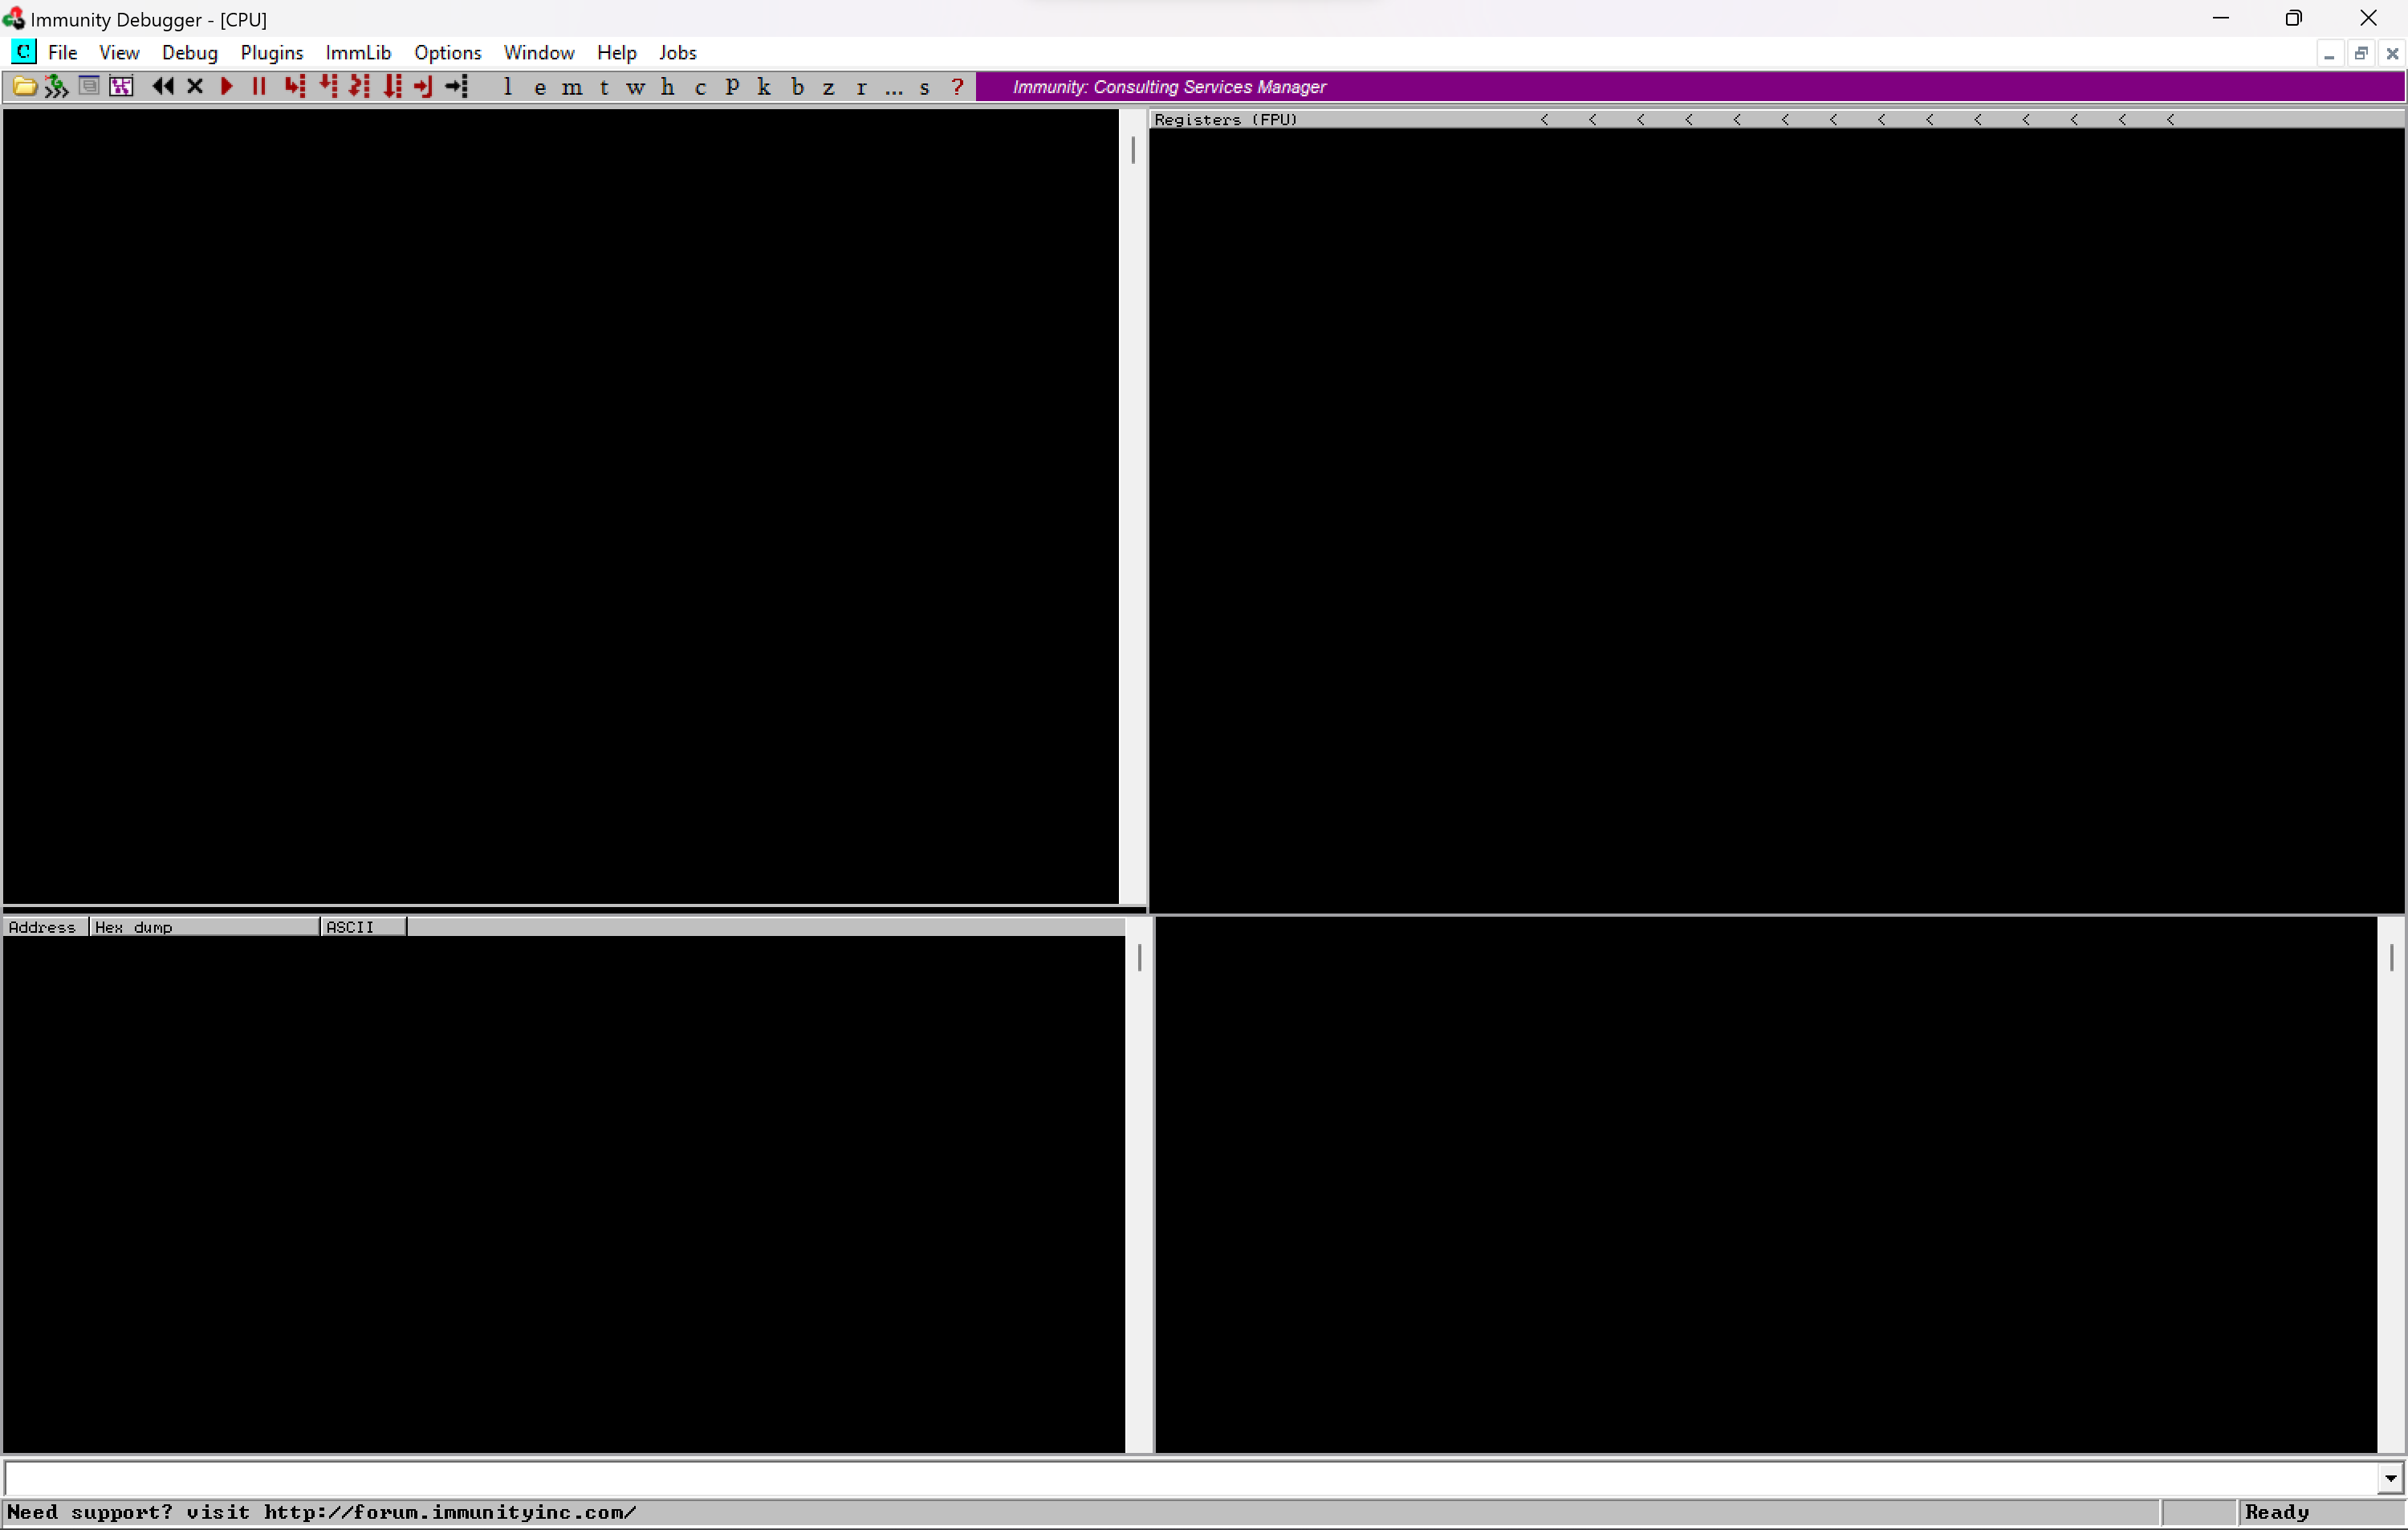 Immunity Debugger - [CPU]
C File View Debug Plugins ImmLib Options Window Help Jobs
l e m t w h c P k b z r ... s ? Immunity: Consulting Services Manager
Registers (FPU) < < < < < < < < < < < < < <
Address Hex dump ASCII
Need support? visit http://forum.immunityinc.com/ Ready